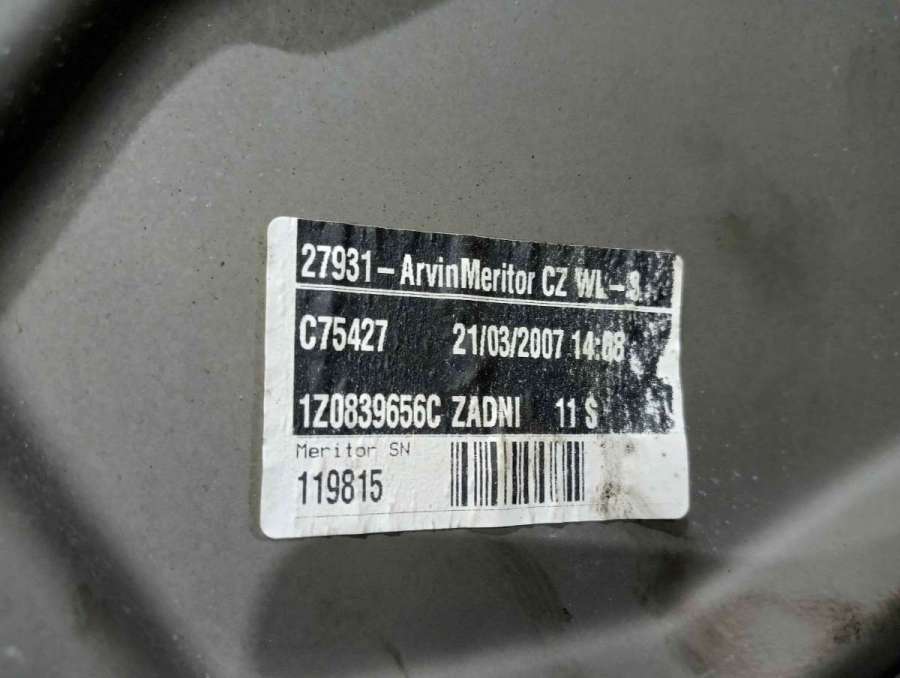 27931-ArvinMeritor CZ WL-S
C75427 21/03/2007 14:08
1Z0839656C ZADNI 11 S
Meritor SN
119815